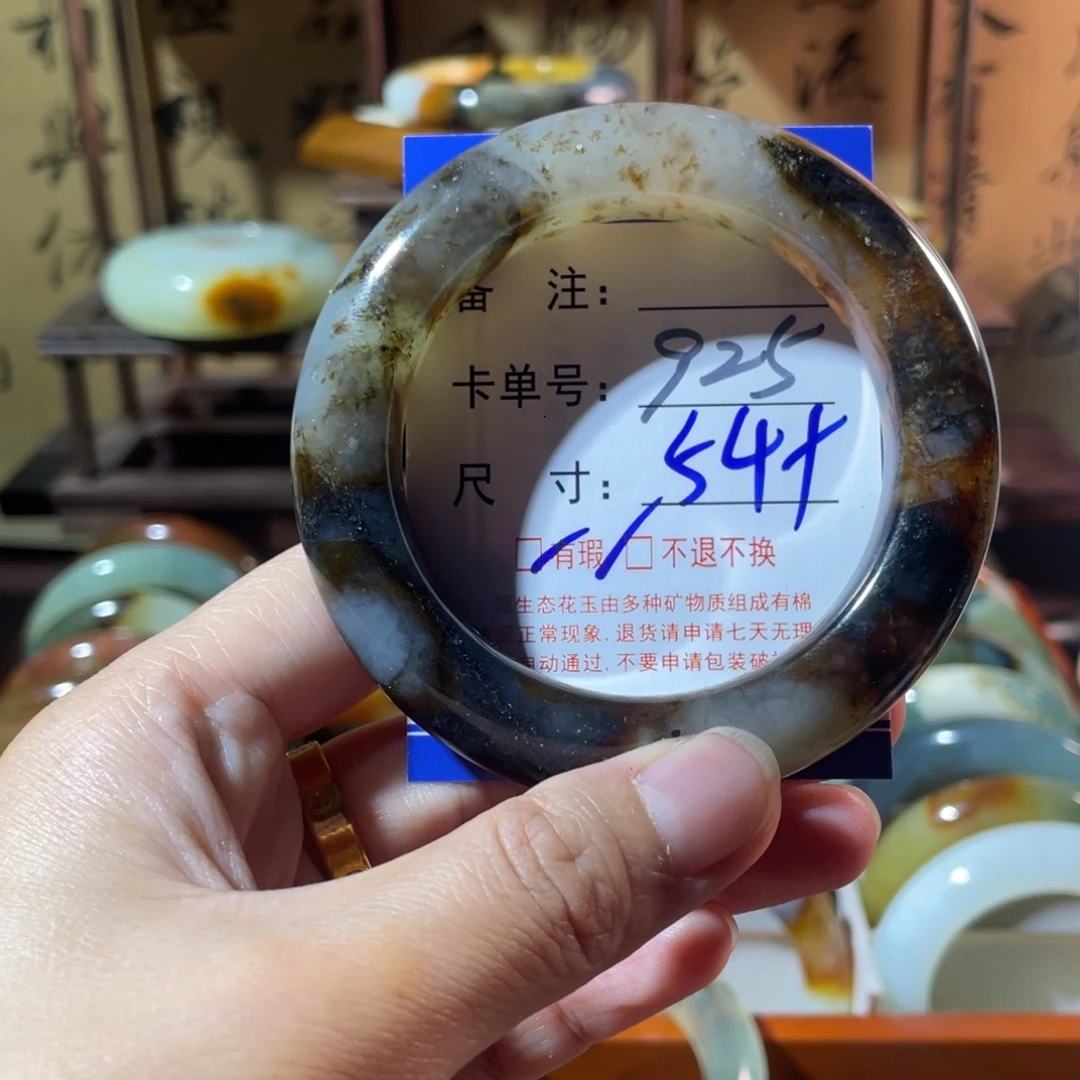 备 注:
卡单号: 925
尺 寸: 54+
□有瑕 □不退不换
生态花玉由多种矿物质组成有棉
正常现象, 退货请申请七天无理
自动通过, 不要申请包装破